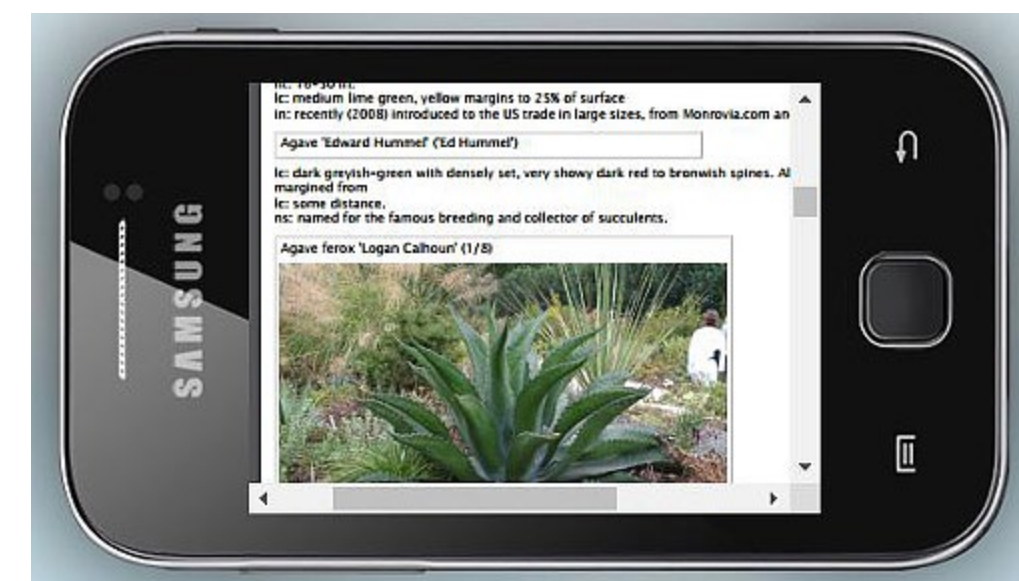 SAMSUNG
lc: medium lime green, yellow margins to 25% of surface
in: recently (2008) introduced to the US trade in large sizes, from Monrovia.com an
Agave 'Edward Hummel' ('Ed Hummel')
lc: dark greyish-green with densely set, very showy dark red to bronwish spines. Al
margined from
lc: some distance.
ns: named for the famous breeding and collector of succulents.
Agave ferox 'Logan Calhoun' (1/8)